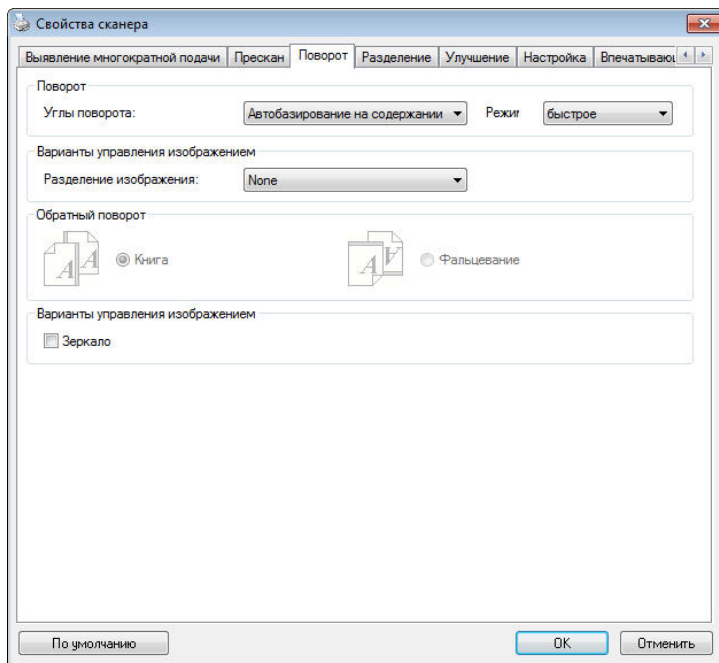 Свойства сканера
Выявление многократной подачи Прескан Поворот Разделение Улучшение Настройка Впечатываю
Поворот
Углы поворота: Автобазирование на содержании Режи быстрое
Варианты управления изображением
Разделение изображения: None
Обратный поворот
A A Книга A A Фальцевание
Варианты управления изображением
Зеркало
По умолчанию OK Отменить